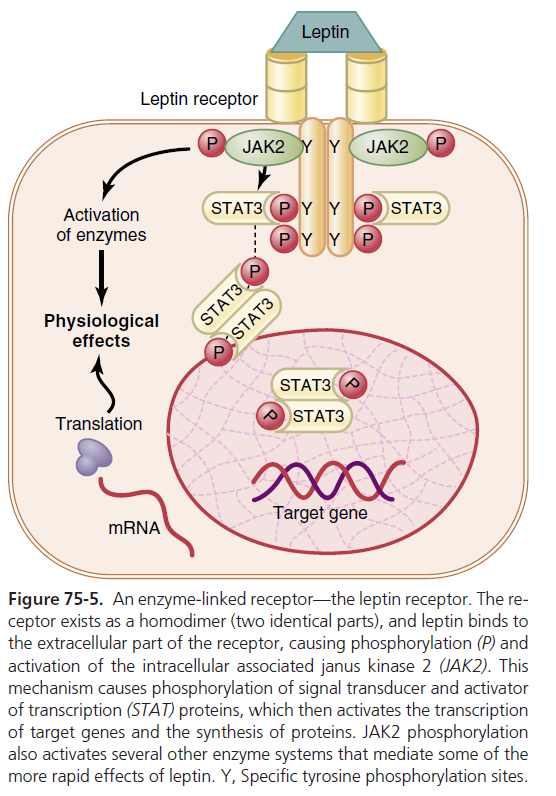 Leptin
Leptin receptor
P JAK2 Y Y JAK2 P
STAT3 P Y Y P STAT3
P Y Y P
Activation
of enzymes
P
STAT3
STAT3
P
Physiological
effects
STAT3 P
P STAT3
Translation
Target gene
mRNA
Figure 75-5. An enzyme-linked receptor—the leptin receptor. The re-
ceptor exists as a homodimer (two identical parts), and leptin binds to
the extracellular part of the receptor, causing phosphorylation (P) and
activation of the intracellular associated janus kinase 2 (JAK2). This
mechanism causes phosphorylation of signal transducer and activator
of transcription (STAT) proteins, which then activates the transcription
of target genes and the synthesis of proteins. JAK2 phosphorylation
also activates several other enzyme systems that mediate some of the
more rapid effects of leptin. Y, Specific tyrosine phosphorylation sites.